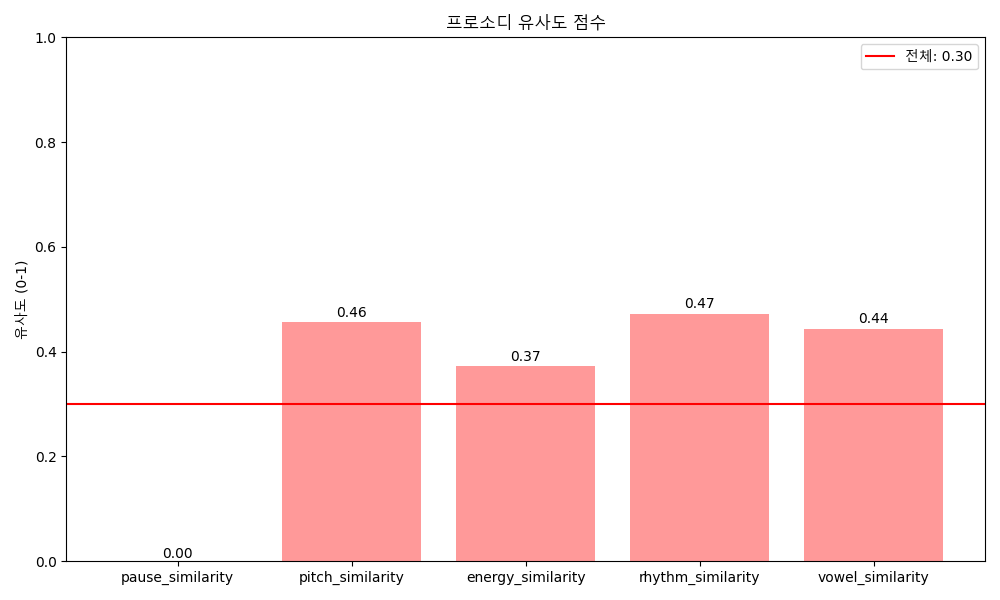 프로소디 유사도 점수
전체: 0.30
유사도 (0-1)
1.0
0.8
0.6
0.4
0.2
0.0
0.00
0.46
0.37
0.47
0.44
pause_similarity
pitch_similarity
energy_similarity
rhythm_similarity
vowel_similarity